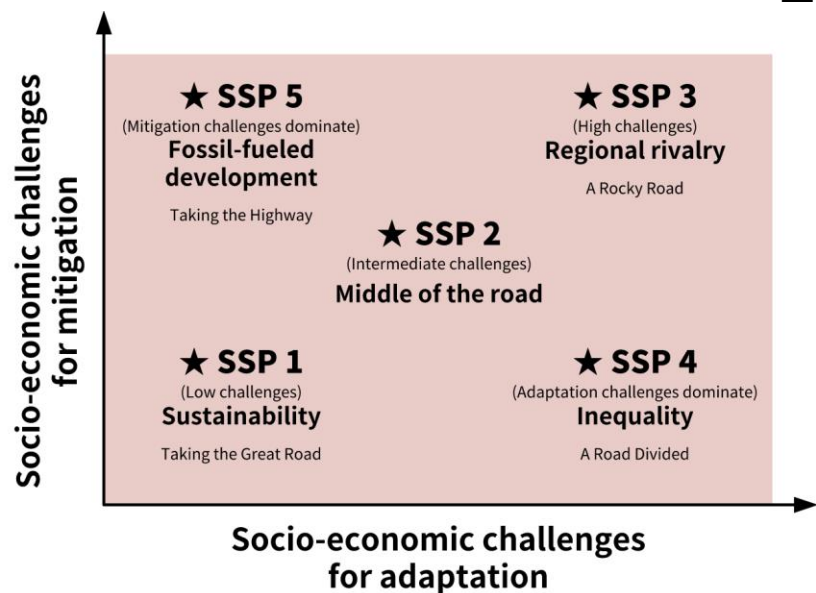 Socio-economic challenges
for mitigation
★ SSP 5
(Mitigation challenges dominate)
Fossil-fueled
development
Taking the Highway
★ SSP 3
(High challenges)
Regional rivalry
A Rocky Road
★ SSP 2
(Intermediate challenges)
Middle of the road
★ SSP 1
(Low challenges)
Sustainability
Taking the Great Road
★ SSP 4
(Adaptation challenges dominate)
Inequality
A Road Divided
Socio-economic challenges
for adaptation